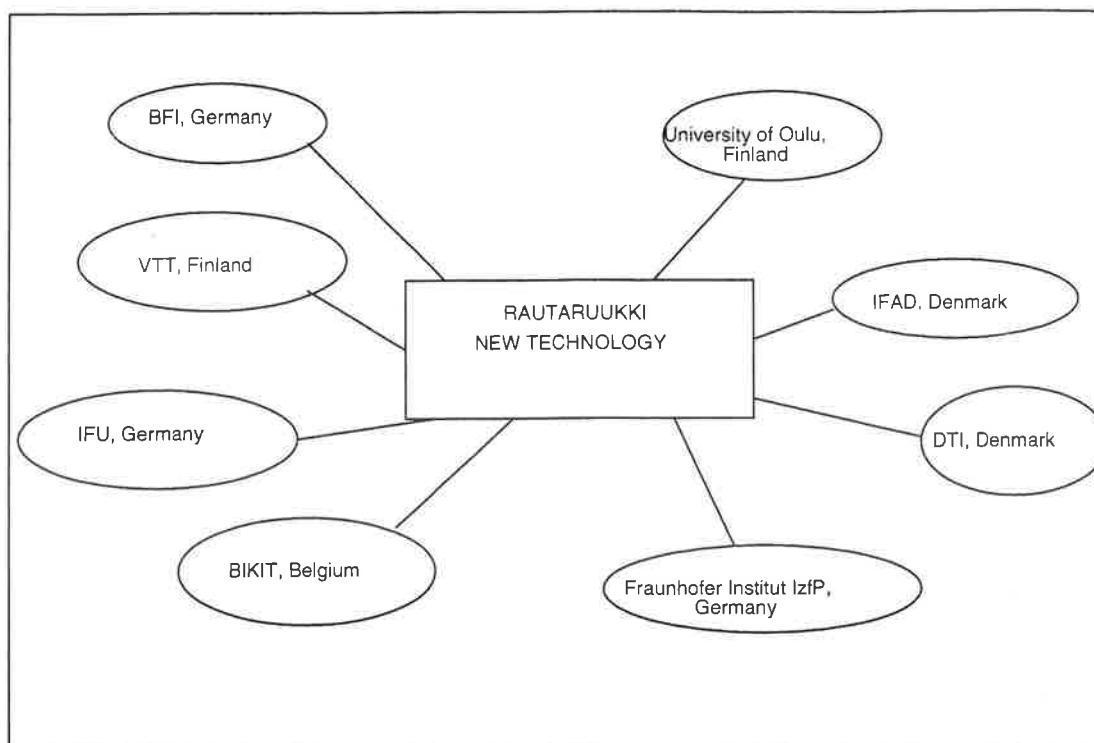 BFI, Germany
University of Oulu,
Finland
VTT, Finland
RAUTARUUKKI
NEW TECHNOLOGY
IFAD, Denmark
IFU, Germany
DTI, Denmark
BIKIT, Belgium
Fraunhofer Institut IzfP,
Germany